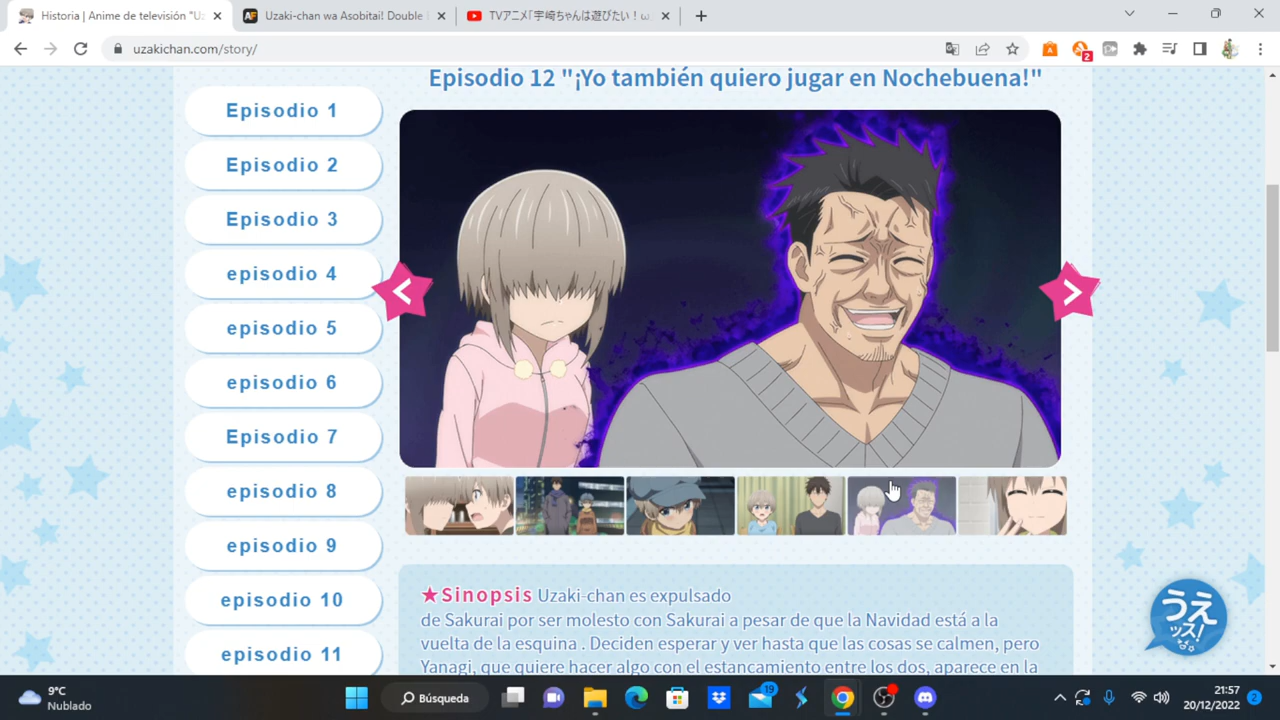 Historia | Anime de televisión "Uz
Uzaki-chan wa Asobitai! Double
TVアニメ「宇崎ちゃんは遊びたい！ω
uzakichan.com/story/
2
Episodio 12 "¡Yo también quiero jugar en Nochebuena!"
Episodio 1
Episodio 2
Episodio 3
episodio 4
episodio 5
episodio 6
Episodio 7
episodio 8
episodio 9
episodio 10
episodio 11
★Sinopsis Uzaki-chan es expulsado
de Sakurai por ser molesto con Sakurai a pesar de que la Navidad está a la
vuelta de la esquina . Deciden esperar y ver hasta que las cosas se calmen, pero
Yanagi, que quiere hacer algo con el estancamiento entre los dos, aparece en la
うえ
ッス!
9°C
Nublado
Búsqueda
19
21:57
20/12/2022
2